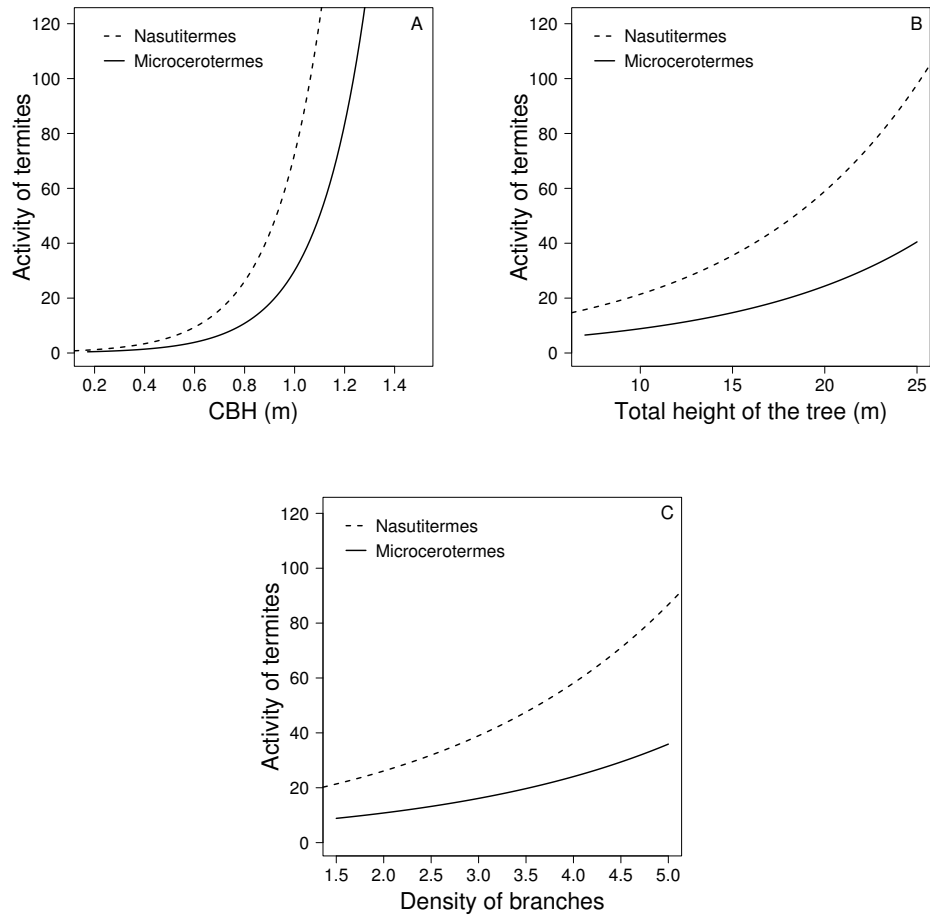 A
Nasutitermes
Microcerotermes
Activity of termites
120
100
80
60
40
20
0
0.2 0.4 0.6 0.8 1.0 1.2 1.4
CBH (m)
B
Nasutitermes
Microcerotermes
Activity of termites
120
100
80
60
40
20
0
10 15 20 25
Total height of the tree (m)
C
Nasutitermes
Microcerotermes
Activity of termites
120
100
80
60
40
20
0
1.5 2.0 2.5 3.0 3.5 4.0 4.5 5.0
Density of branches